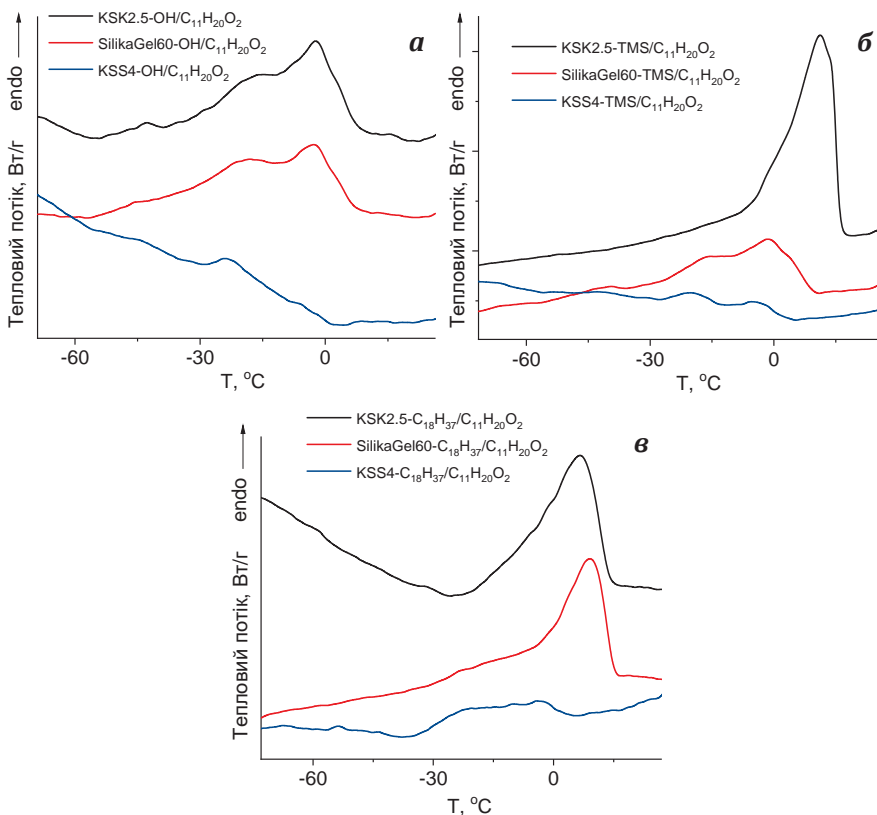 a
KSK2.5-OH/C₁₁H₂₀O₂
SilikaGel60-OH/C₁₁H₂₀O₂
KSS4-OH/C₁₁H₂₀O₂
Тепловий потік, Вт/г endo
-60 -30 0
T, °C
б
KSK2.5-TMS/C₁₁H₂₀O₂
SilikaGel60-TMS/C₁₁H₂₀O₂
KSS4-TMS/C₁₁H₂₀O₂
Тепловий потік, Вт/г endo
-60 -30 0
T, °C
в
KSK2.5-C₁₈H₃₇/C₁₁H₂₀O₂
SilikaGel60-C₁₈H₃₇/C₁₁H₂₀O₂
KSS4-C₁₈H₃₇/C₁₁H₂₀O₂
Тепловий потік, Вт/г endo
-60 -30 0
T, °C